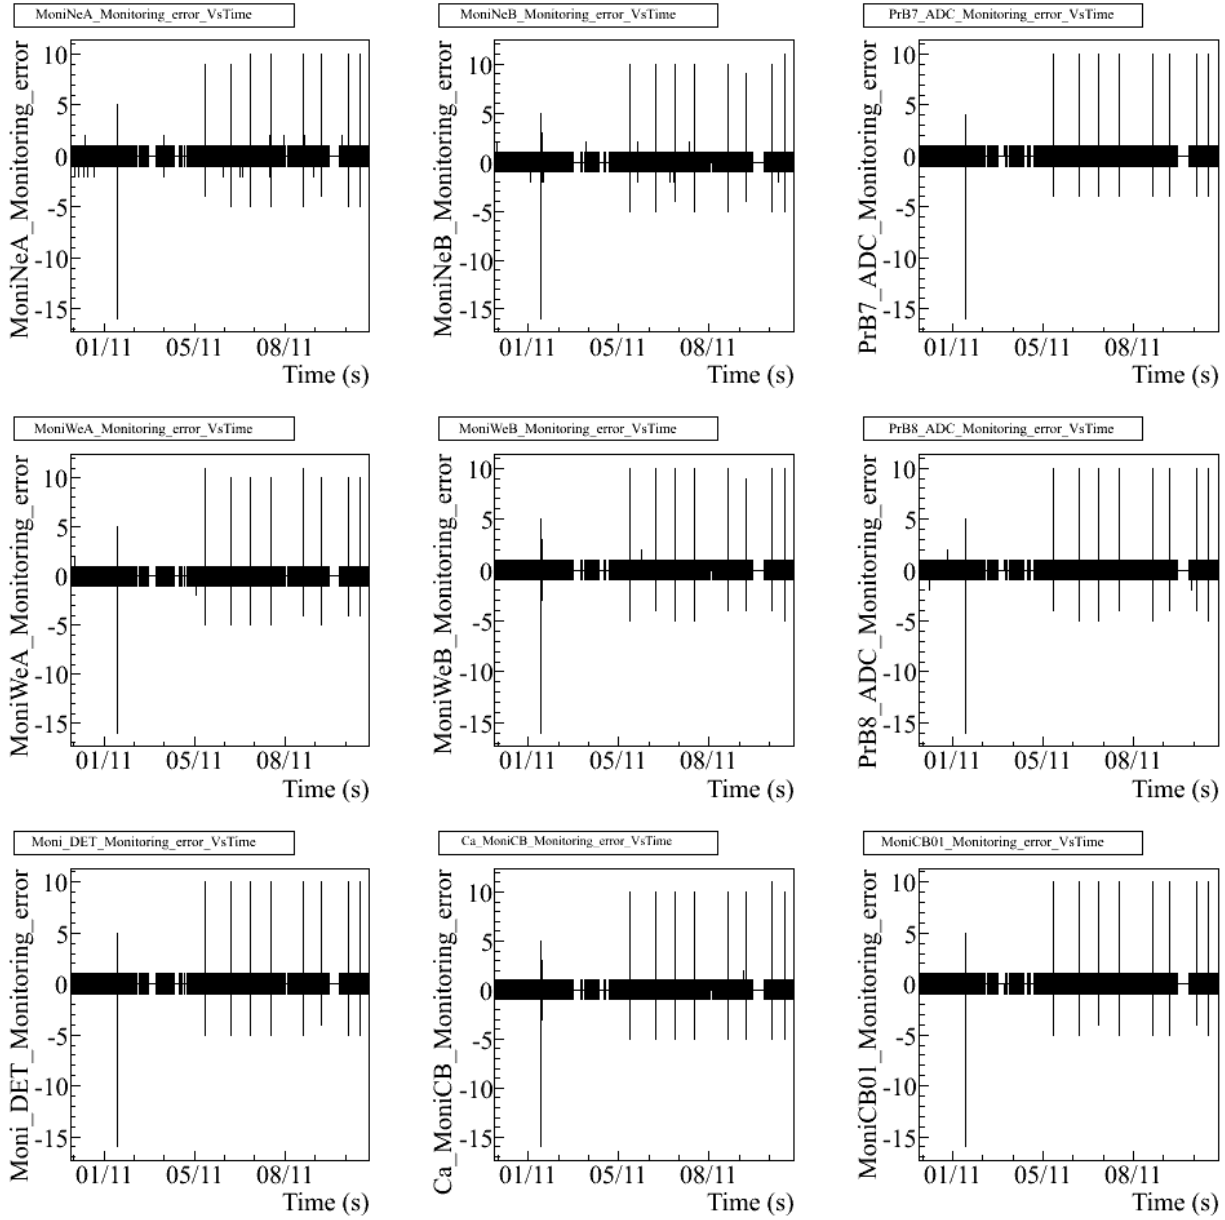 MoniNeA_Monitoring_error_VsTime
MoniNeA_Monitoring_error
10
5
0
-5
-10
-15
01/11 05/11 08/11
Time (s)
MoniNeB_Monitoring_error_VsTime
MoniNeB_Monitoring_error
10
5
0
-5
-10
-15
01/11 05/11 08/11
Time (s)
PrB7_ADC_Monitoring_error_VsTime
PrB7_ADC_Monitoring_error
10
5
0
-5
-10
-15
01/11 05/11 08/11
Time (s)
MoniWeA_Monitoring_error_VsTime
MoniWeA_Monitoring_error
10
5
0
-5
-10
-15
01/11 05/11 08/11
Time (s)
MoniWeB_Monitoring_error_VsTime
MoniWeB_Monitoring_error
10
5
0
-5
-10
-15
01/11 05/11 08/11
Time (s)
PrB8_ADC_Monitoring_error_VsTime
PrB8_ADC_Monitoring_error
10
5
0
-5
-10
-15
01/11 05/11 08/11
Time (s)
Moni_DET_Monitoring_error_VsTime
Moni_DET_Monitoring_error
10
5
0
-5
-10
-15
01/11 05/11 08/11
Time (s)
Ca_MoniCB_Monitoring_error_VsTime
Ca_MoniCB_Monitoring_error
10
5
0
-5
-10
-15
01/11 05/11 08/11
Time (s)
MoniCB01_Monitoring_error_VsTime
MoniCB01_Monitoring_error
10
5
0
-5
-10
-15
01/11 05/11 08/11
Time (s)